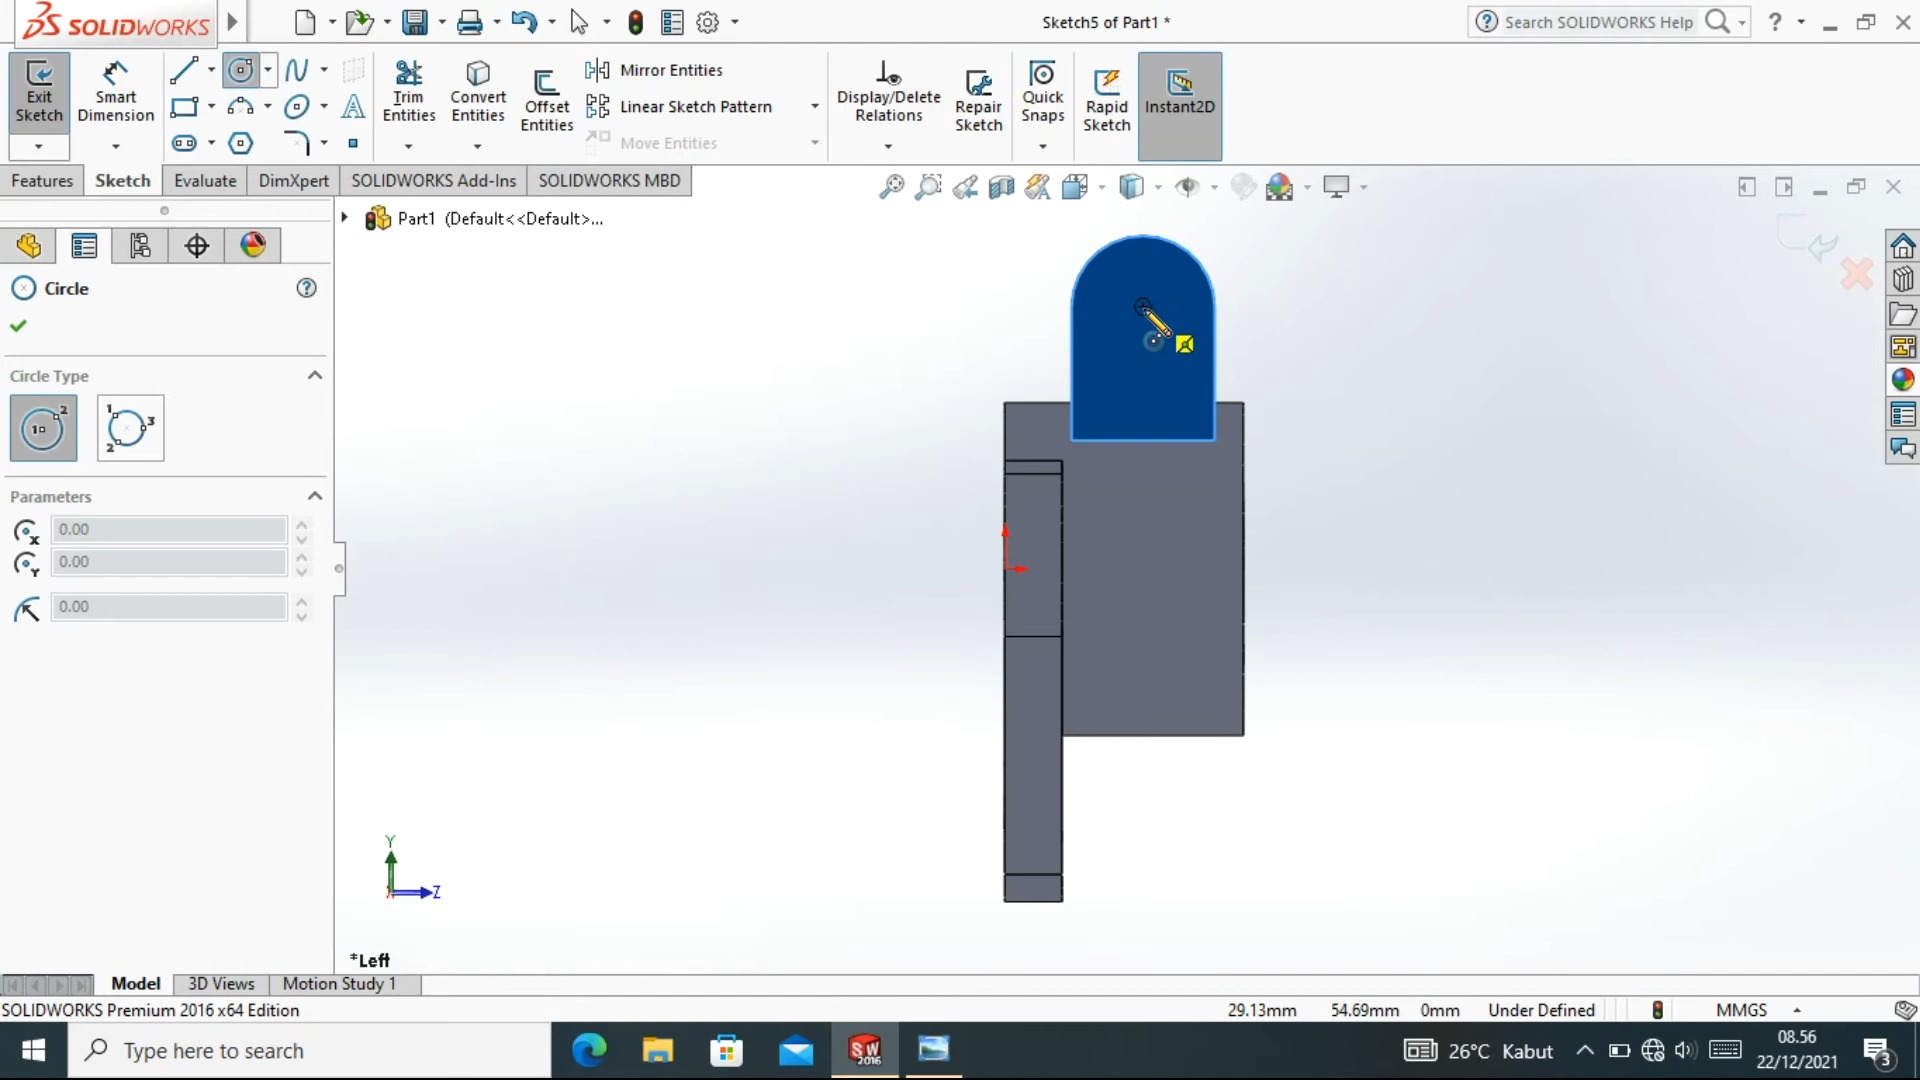 SOLIDWORKS
Sketch5 of Part1 *
Search SOLIDWORKS Help
Exit Sketch
Smart Dimension
Trim Entities
Convert Entities
Offset Entities
Mirror Entities
Linear Sketch Pattern
Move Entities
Display/Delete Relations
Repair Sketch
Quick Snaps
Rapid Sketch
Instant2D
Features
Sketch
Evaluate
DimXpert
SOLIDWORKS Add-Ins
SOLIDWORKS MBD
Part1 (Default<<Default>...
Circle
Circle Type
Parameters
0.00
0.00
0.00
Y
Z
*Left
Model
3D Views
Motion Study 1
SOLIDWORKS Premium 2016 x64 Edition
29.13mm
54.69mm
0mm
Under Defined
MMGS
Type here to search
SW 2016
26°C Kabut
08.56
22/12/2021
3